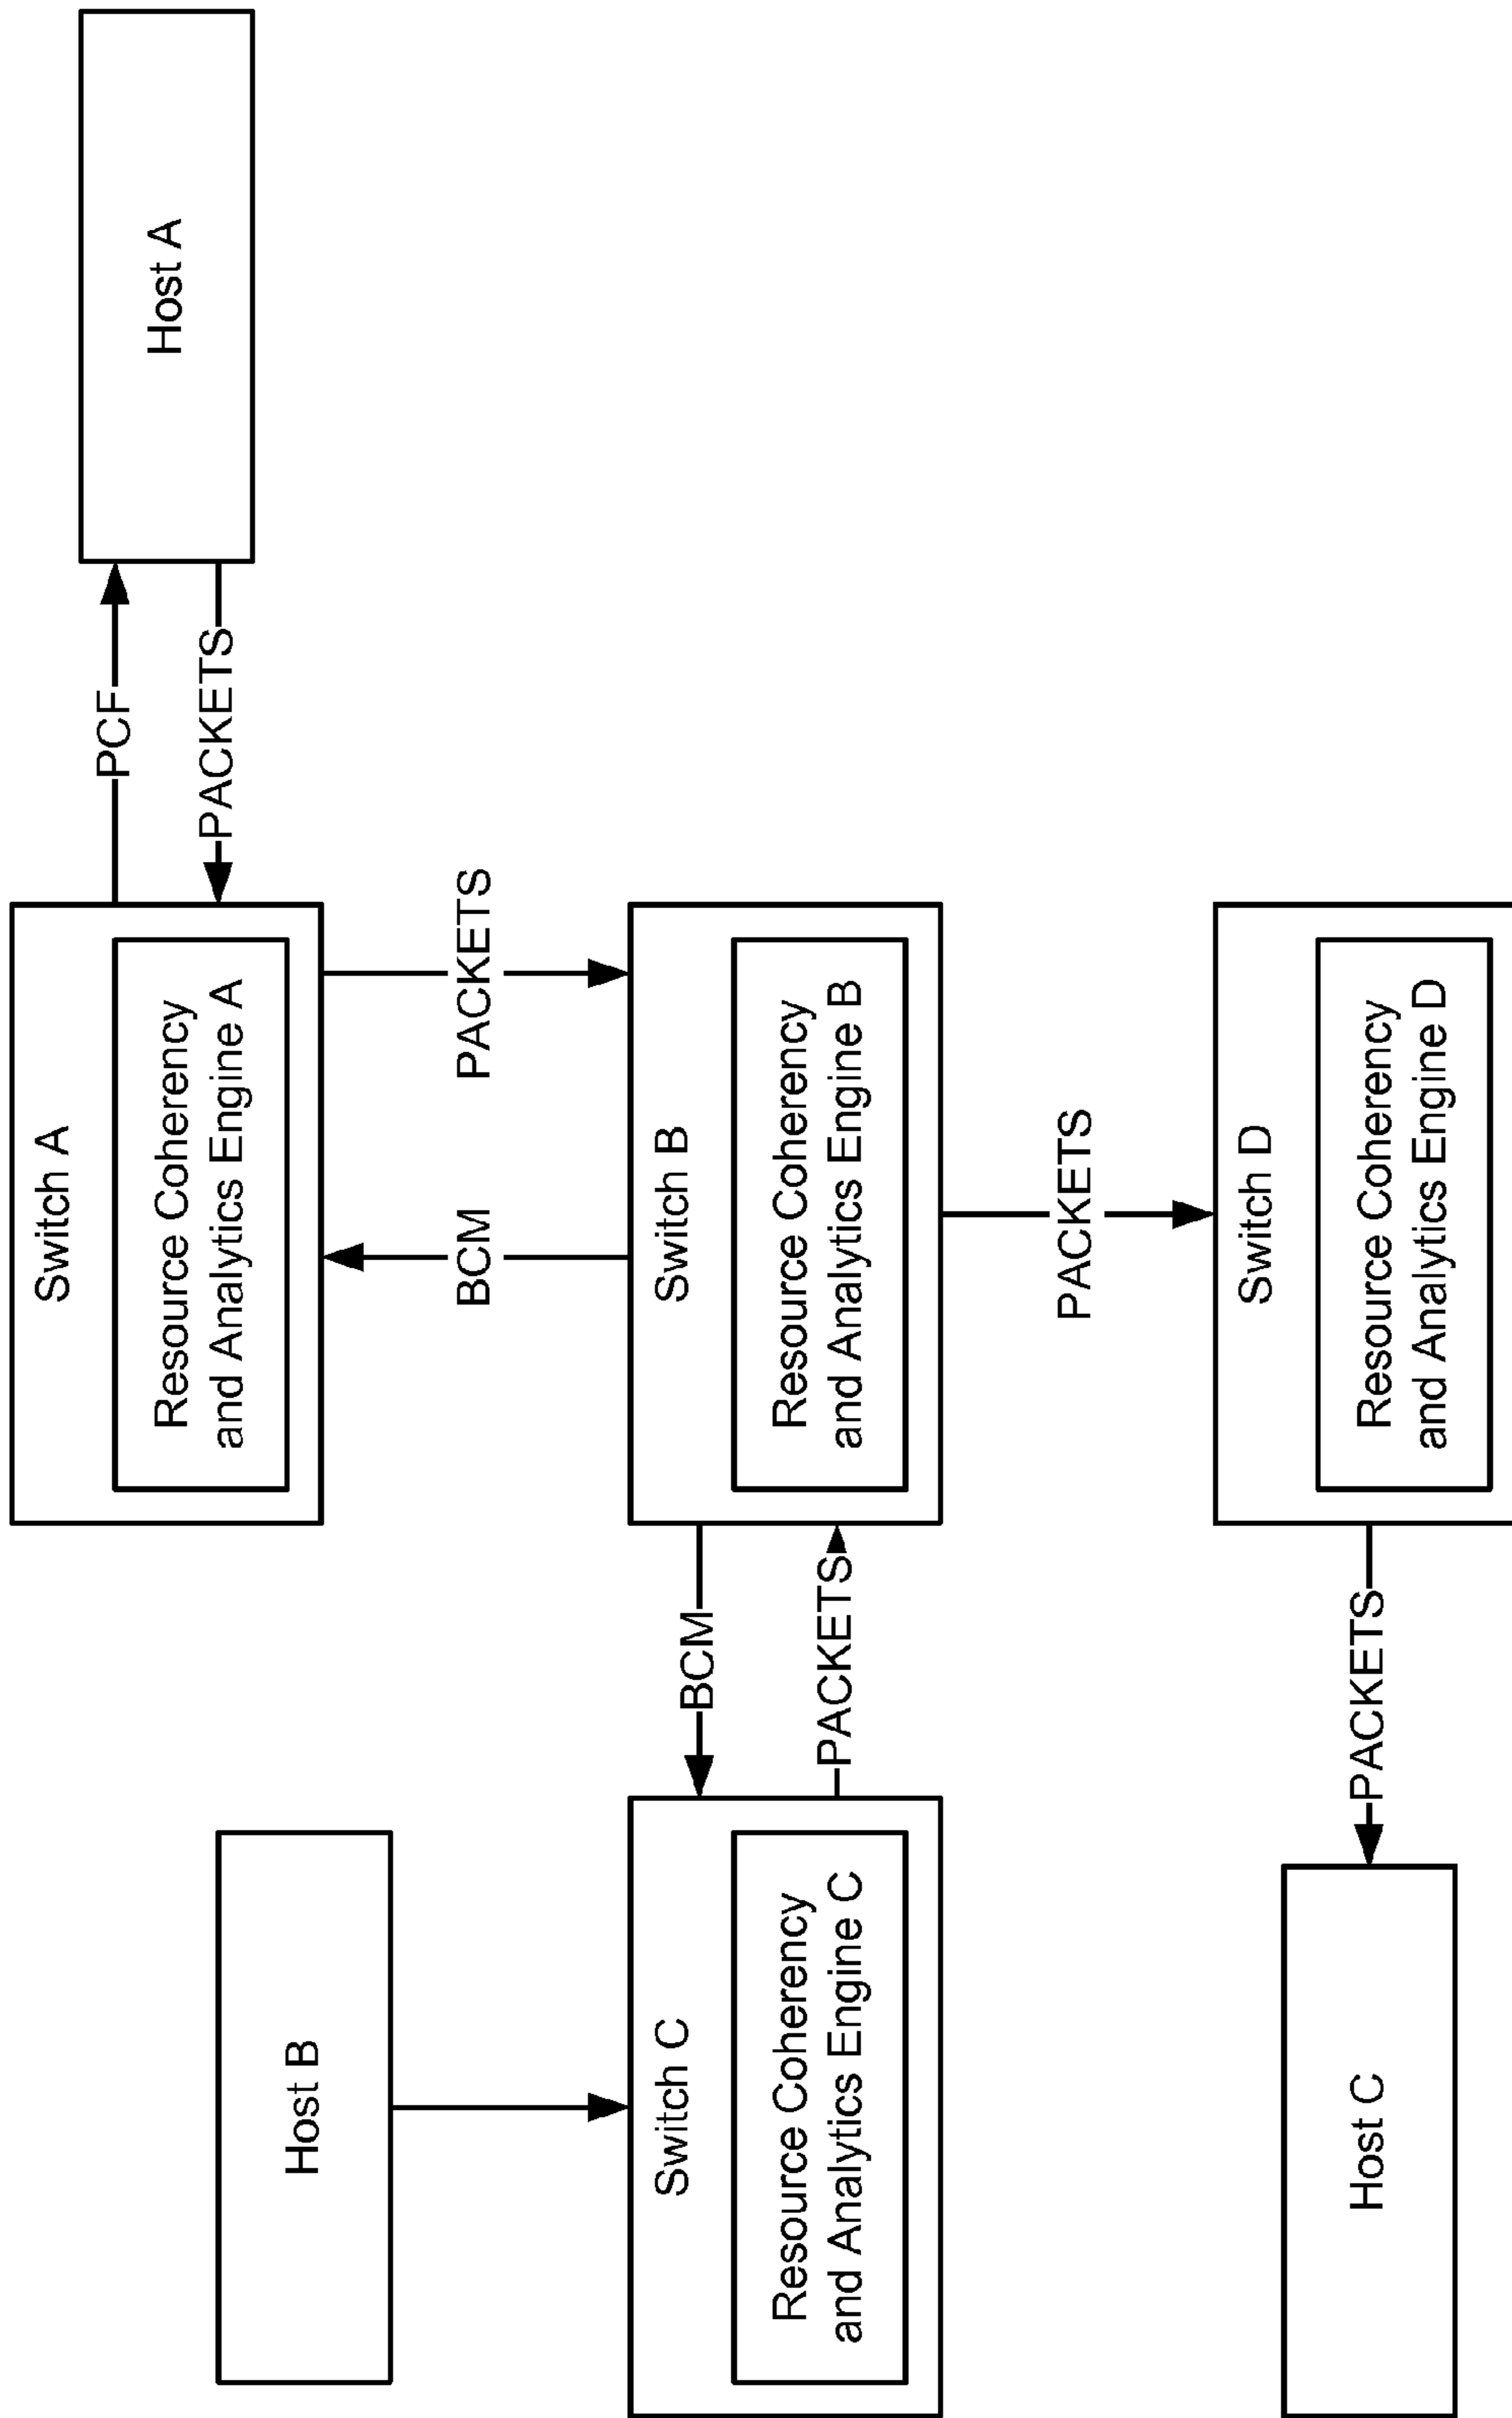 Host B
Switch C
Resource Coherency
and Analytics Engine C
Host C
BCM
PACKETS
PACKETS
Switch A
Resource Coherency
and Analytics Engine A
BCM
PACKETS
Switch B
Resource Coherency
and Analytics Engine B
PACKETS
Switch D
Resource Coherency
and Analytics Engine D
PCF
PACKETS
Host A